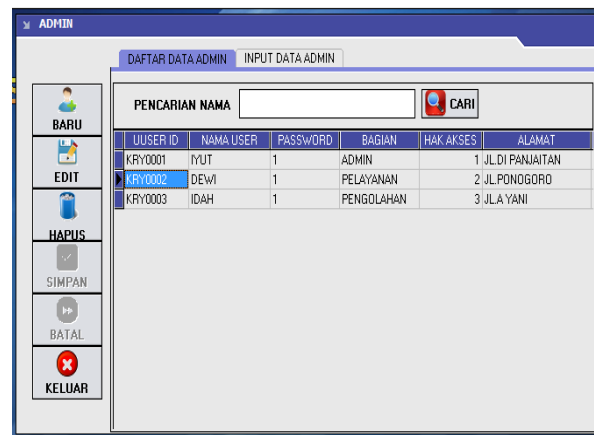 ADMIN
DAFTAR DATA ADMIN INPUT DATA ADMIN
BARU
EDIT
HAPUS
SIMPAN
BATAL
KELUAR
PENCARIAN NAMA CARI
UUSER ID NAMA USER PASSWORD BAGIAN HAK AKSES ALAMAT
KRY0001 IYUT 1 ADMIN 1 JL.DI PANJAITAN
KRY0002 DEWI 1 PELAYANAN 2 JL.PONOGORO
KRY0003 IDAH 1 PENGOLAHAN 3 JL.A YANI